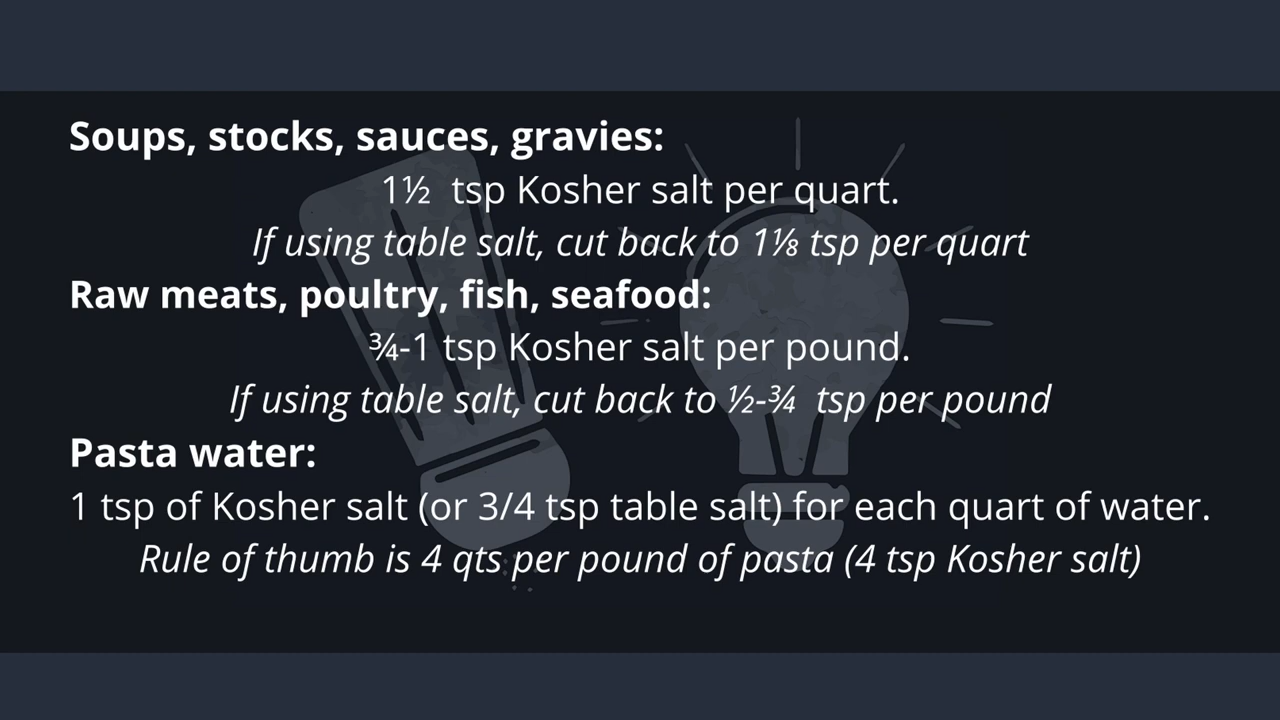 Soups, stocks, sauces, gravies:
1½ tsp Kosher salt per quart.
If using table salt, cut back to 1⅛ tsp per quart
Raw meats, poultry, fish, seafood:
¾-1 tsp Kosher salt per pound.
If using table salt, cut back to ½-¾ tsp per pound
Pasta water:
1 tsp of Kosher salt (or 3/4 tsp table salt) for each quart of water.
Rule of thumb is 4 qts per pound of pasta (4 tsp Kosher salt)